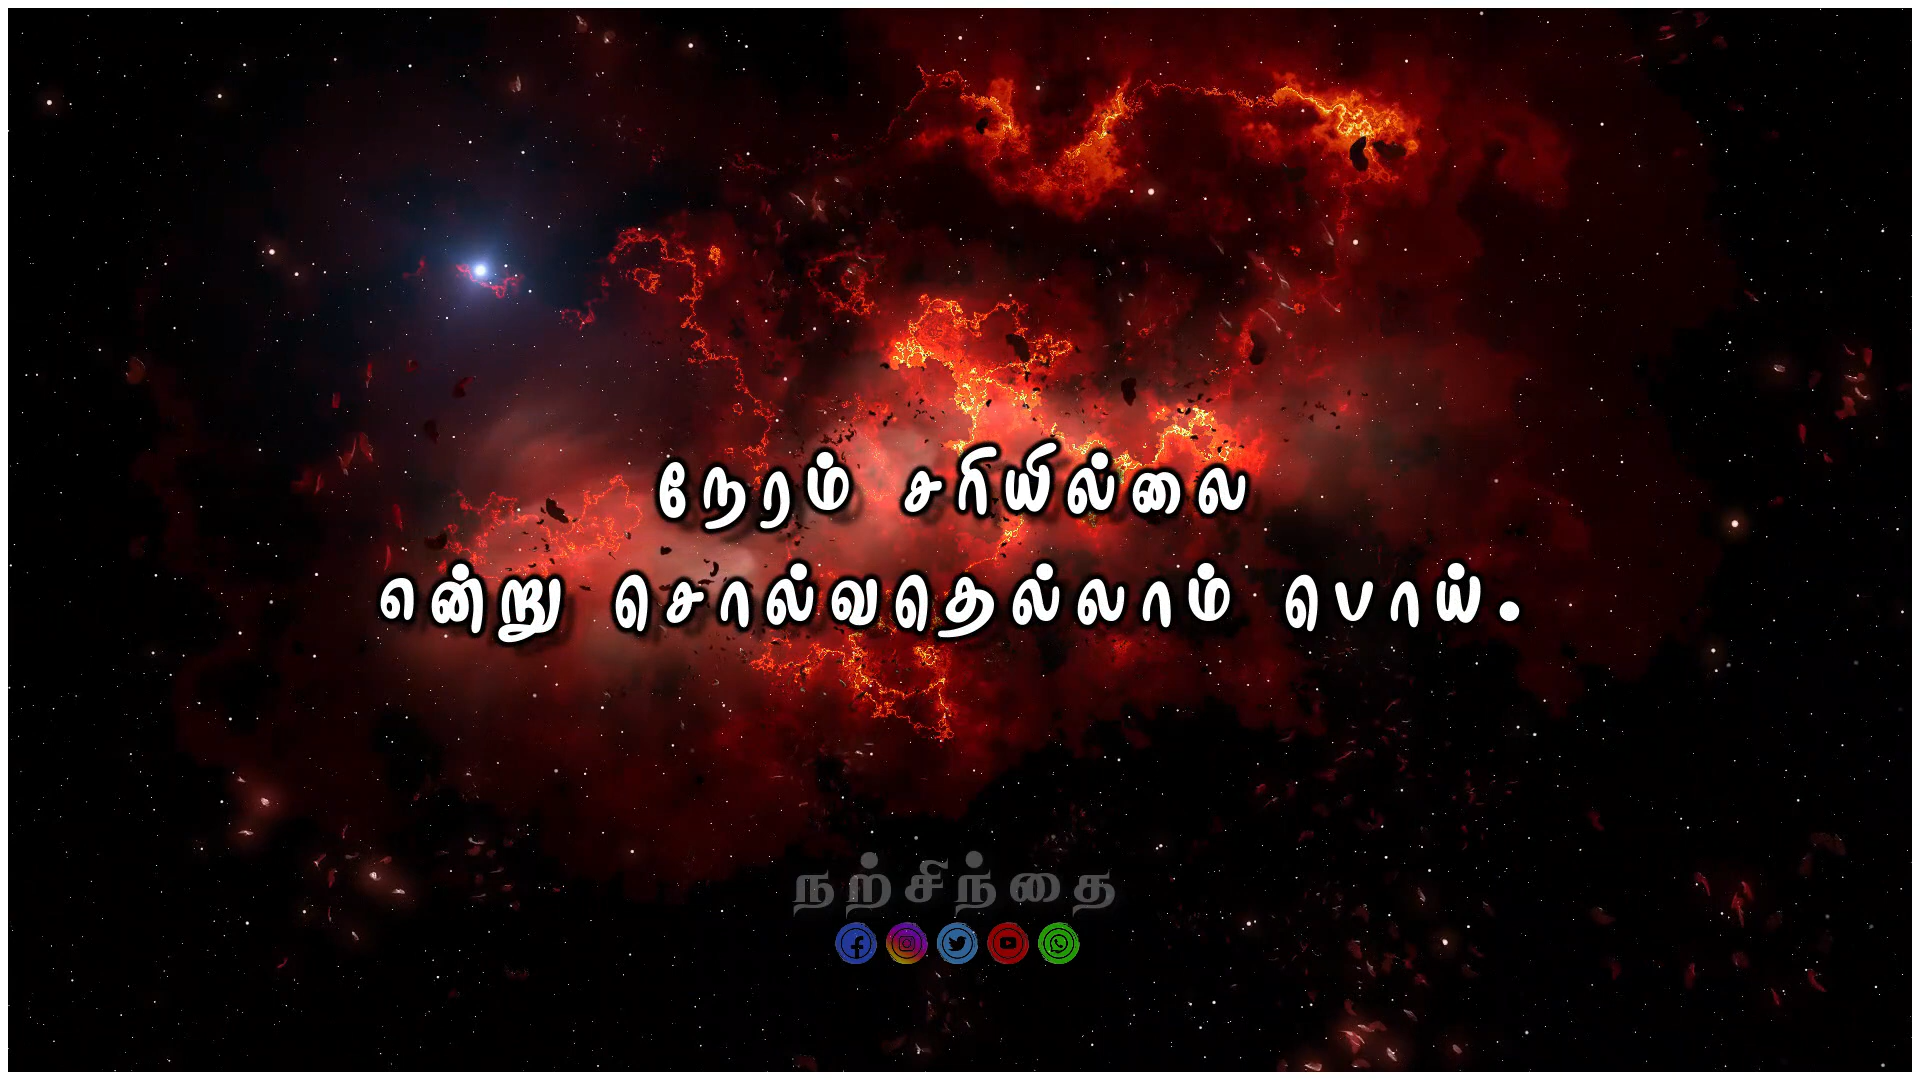 நேரம் சரியில்லை
என்று சொல்வதெல்லாம் பொய்.
நற்சிந்தை